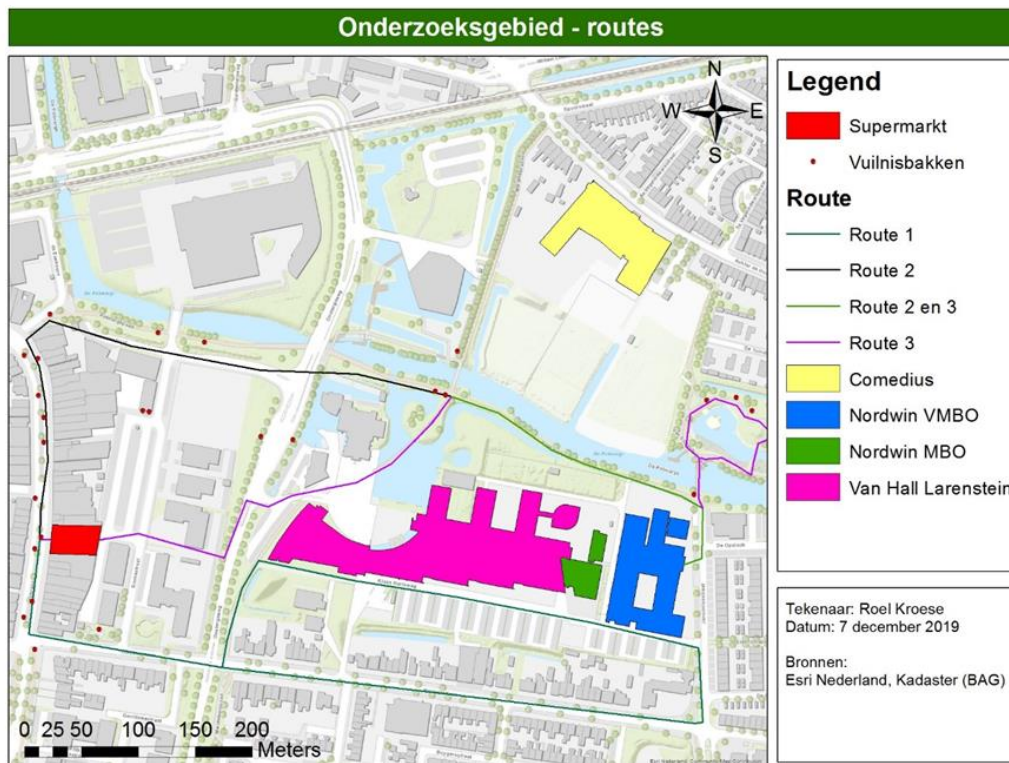 Onderzoeksgebied - routes
N
W E
S
Legend
Supermarkt
Vuilnisbakken
Route
Route 1
Route 2
Route 2 en 3
Route 3
Comedius
Nordwin VMBO
Nordwin MBO
Van Hall Larenstein
Tekenaar: Roel Kroese
Datum: 7 december 2019
Bronnen:
Esri Nederland, Kadaster (BAG)
0 25 50 100 150 200
Meters